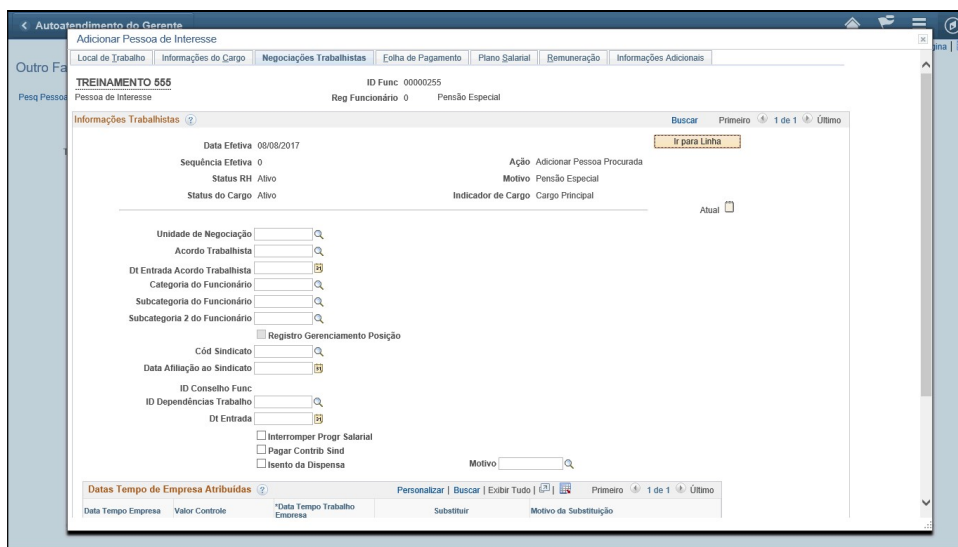 Autoatendimento do Gerente
Adicionar Pessoa de Interesse
Local de Trabalho Informações do Cargo Negociações Trabalhistas Folha de Pagamento Plano Salarial Remuneração Informações Adicionais
Outro Fa
TREINAMENTO 555 ID Func 00000255
Pesq Pessoa Pessoa de Interesse Reg Funcionário 0 Pensão Especial
Informações Trabalhistas Buscar Primeiro 1 de 1 Último
Data Efetiva 08/08/2017 Ir para Linha
Sequência Efetiva 0 Ação Adicionar Pessoa Procurada
Status RH Ativo Motivo Pensão Especial
Status do Cargo Ativo Indicador de Cargo Cargo Principal
Atual
Unidade de Negociação
Acordo Trabalhista
Dt Entrada Acordo Trabalhista
Categoria do Funcionário
Subcategoria do Funcionário
Subcategoria 2 do Funcionário
Registro Gerenciamento Posição
Cód Sindicato
Data Afiliação ao Sindicato
ID Conselho Func
ID Dependências Trabalho
Dt Entrada
Interromper Progr Salarial
Pagar Contrib Sind
Isento da Dispensa Motivo
Datas Tempo de Empresa Atribuídas Personalizar | Buscar | Exibir Tudo | Primeiro 1 de 1 Último
Data Tempo Empresa Valor Controle *Data Tempo Trabalho Empresa Substituir Motivo da Substituição